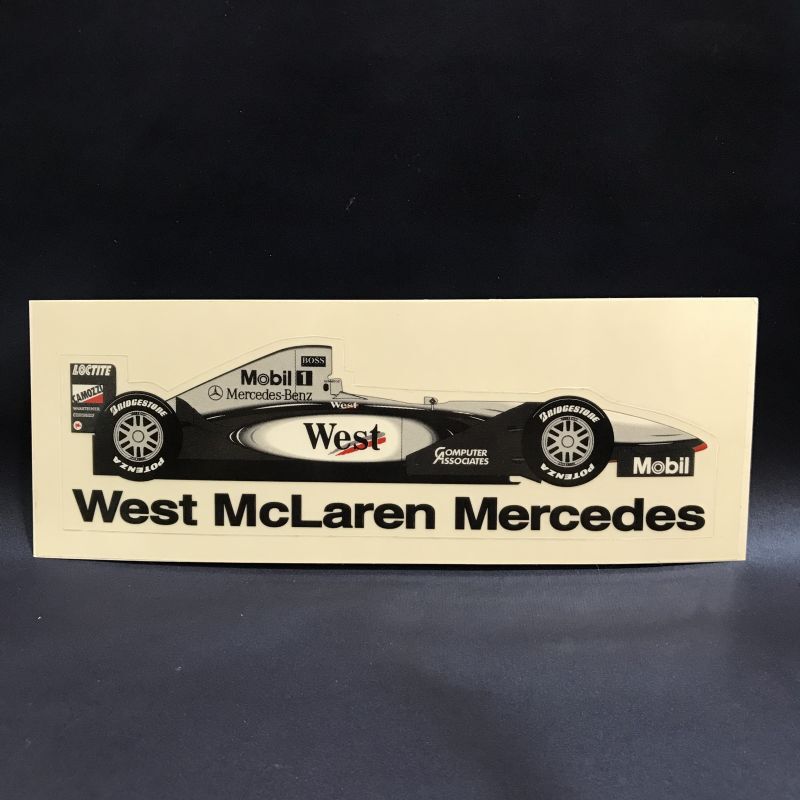 BOSS
LOCTITE
Mobil 1
CAMOZZI
Mercedes-Benz
WARSTEINER
West
BRIDGESTONE
BRIDGESTONE
West
COMPUTER
ASSOCIATES
POTENZA
POTENZA
Mobil
West McLaren Mercedes